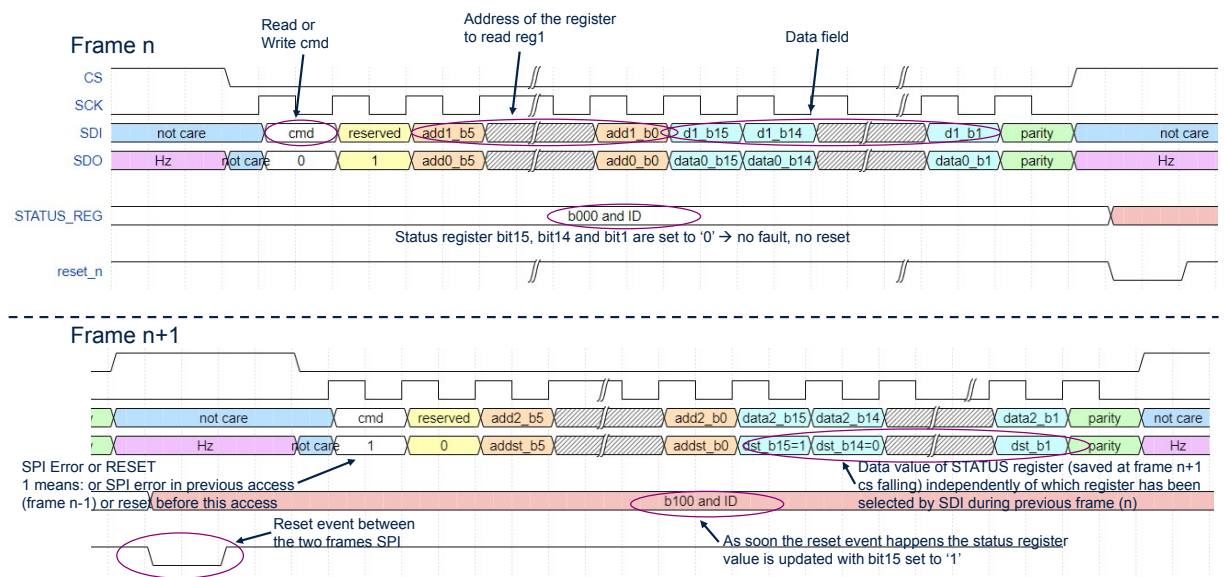 Read or
Write cmd
Address of the register
to read reg1
Data field
Frame n
CS
SCK
SDI not care cmd reserved add1_b5 add1_b0 d1_b15 d1_b14 d1_b1 parity not care
SDO Hz not care 0 1 add0_b5 add0_b0 data0_b15 data0_b14 data0_b1 parity Hz
STATUS_REG b000 and ID
Status register bit15, bit14 and bit1 are set to ‘0’ → no fault, no reset
reset_n
Frame n+1
not care cmd reserved add2_b5 add2_b0 data2_b15 data2_b14 data2_b1 parity not care
Hz not care 1 0 addst_b5 addst_b0 dst_b15=1 dst_b14=0 dst_b1 parity Hz
SPI Error or RESET
1 means: or SPI error in previous access
(frame n-1) or reset before this access
Data value of STATUS register (saved at frame n+1
cs falling) independently of which register has been
selected by SDI during previous frame (n)
b100 and ID
Reset event between
the two frames SPI
As soon the reset event happens the status register
value is updated with bit15 set to ‘1’